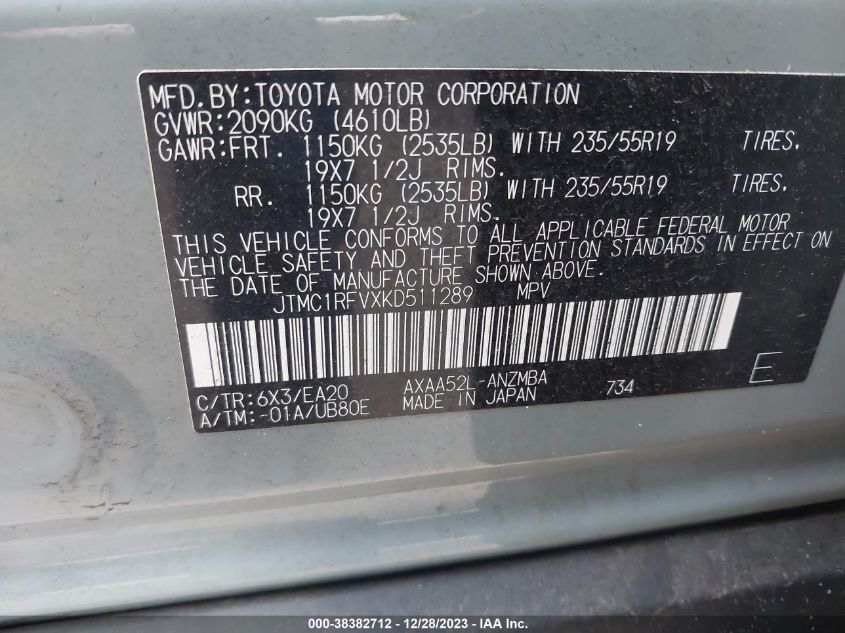 MFD.BY:TOYOTA MOTOR CORPORATION
GVWR:2090KG (4610LB)
GAWR:FRT. 1150KG (2535LB) WITH 235/55R19 TIRES.
19X7 1/2J RIMS.
RR. 1150KG (2535LB) WITH 235/55R19 TIRES.
19X7 1/2J RIMS.
THIS VEHICLE CONFORMS TO ALL APPLICABLE FEDERAL MOTOR
VEHICLE SAFETY AND THEFT PREVENTION STANDARDS IN EFFECT ON
THE DATE OF MANUFACTURE SHOWN ABOVE.
JTMC1RFVXKD511289 MPV
C/TR:6X3/EA20 AXAA52L-ANZMBA 734 E
A/TM:-01A/UB80E MADE IN JAPAN
000-38382712 - 12/28/2023 - IAA Inc.